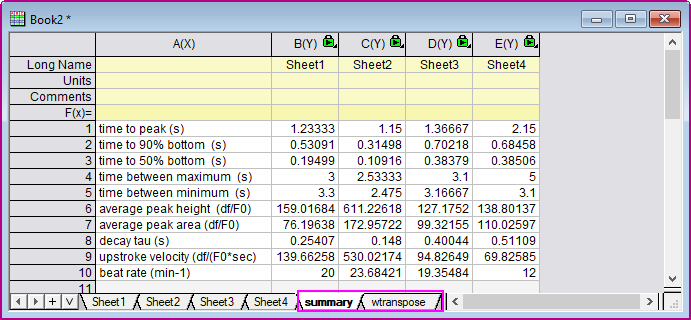 Book2 *
A(X) B(Y) C(Y) D(Y) E(Y)
Long Name Sheet1 Sheet2 Sheet3 Sheet4
Units
Comments
F(x)=
1 time to peak (s) 1.23333 1.15 1.36667 2.15
2 time to 90% bottom (s) 0.53091 0.31498 0.70218 0.68458
3 time to 50% bottom (s) 0.19499 0.10916 0.38379 0.38506
4 time between maximum (s) 3 2.53333 3.1 5
5 time between minimum (s) 3.3 2.475 3.16667 3.1
6 average peak height (df/F0) 159.01684 611.22618 127.1752 138.80137
7 average peak area (df/F0) 76.19638 172.95722 99.32155 110.02597
8 decay tau (s) 0.25407 0.148 0.40044 0.51109
9 upstroke velocity (df/(F0*sec) 139.66258 530.02174 94.82649 69.82585
10 beat rate (min-1) 20 23.68421 19.35484 12
11
Sheet1 Sheet2 Sheet3 Sheet4 summary wtranspose